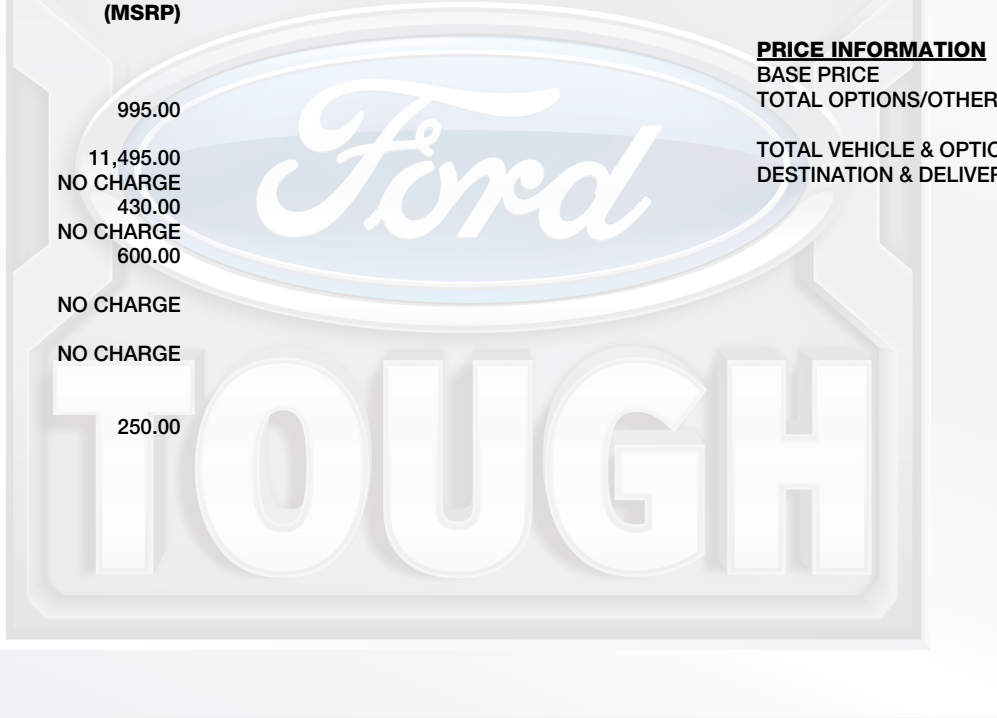 (MSRP)
995.00
11,495.00
NO CHARGE
430.00
NO CHARGE
600.00
NO CHARGE
NO CHARGE
250.00
PRICE INFORMATION
BASE PRICE
TOTAL OPTIONS/OTHER
TOTAL VEHICLE & OPTIO
DESTINATION & DELIVER
Ford
TOUGH